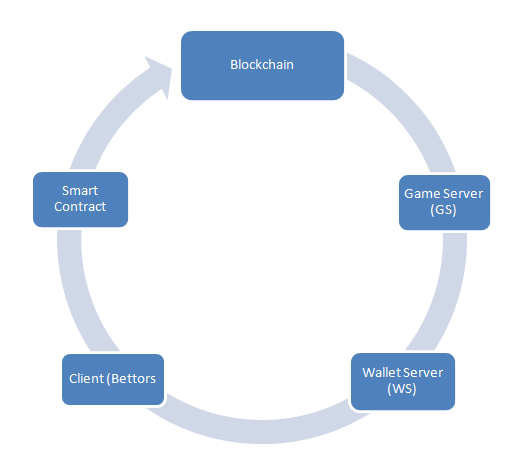 Blockchain
Game Server
(GS)
Wallet Server
(WS)
Client (Bettors
Smart
Contract